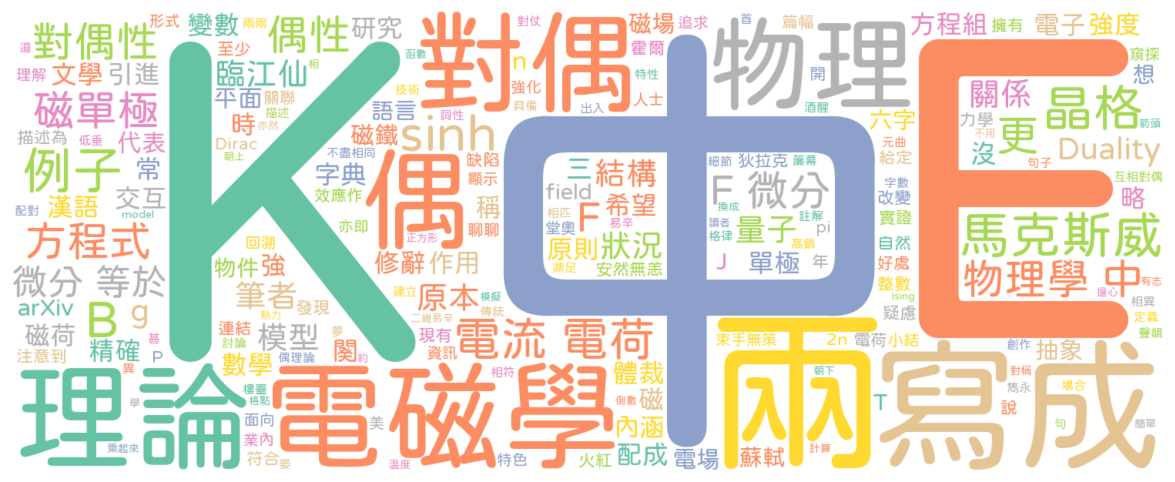 K
中
E
對偶
物理
偶
理論
電磁學
兩
寫成
馬克斯威
晶格
更
物理學 中
關係
Duality
方程組
擁有
電子
強度
窺探
想
六字
力學
不用
沒
箭頭
給定
元曲
句子
互相對偶
字數
改變
略
實證
自然
好處
有志
年
整數
Ising
擔心
相異
疑慮
定義
聲頻
2n
電荷
小結
創作
抽象
束手無策
朝下
對稱
雋永
場合
T
說
句
簡單
計算
蘇軾
形式
兩兩
變數
偶性
研究
對偶性
道
至少
函數
理解
文學
引進
臨江仙
相
磁單極
平面
關聯
技術
語言
描述為
低垂
代表
時
描述
Dirac
亦然
朝上
磁鐵
詞性
例子
常
不盡相同
字典
缺陷
顯示
交互
效應作
配對
漢語
model
稱
亦即
聊聊
方程式
回溯
正方形
修辭
作用
微分 等於
物件
強
筆者
建立
模擬
原本
arXiv
B
g
發現
熱力
傳統
二維易辛
磁荷
連結
模型
夢
現有
電流 電荷
注意到
精確
P
甚
討論
偶理論
閱
資訊
約
異
數學
相符
體裁
樓臺
格點
倒數
磁
學
面向
美
內涵
乘起來
業內
符合
晏
溫度
特色
火紅
配成
電場
對仗
磁場
追求
首
篇幅
n
霍爾
強化
特性
開
具備
人士
出入
酒醒
sinh
三
結構
細節
狄拉克
簾幕
field
F
希望
F 微分
相匹
換成
註解
堂奧
易辛
讀者
量子
pi
原則
狀況
格律
高鎖
鼎足
安然無恙
J
單極